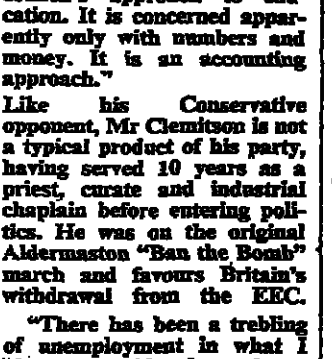 cation. It is concerned appar-
ently only with numbers and
money. It is an accounting
approach."
Like his Conservative
opponent, Mr Clemitson is not
a typical product of his party,
having served 10 years as a
priest, curate and industrial
chaplain before entering poli-
tics. He was on the original
Aldermaston "Ban the Bomb"
march and favours Britain's
withdrawal from the EEC.
"There has been a trebling
of unemployment in what I